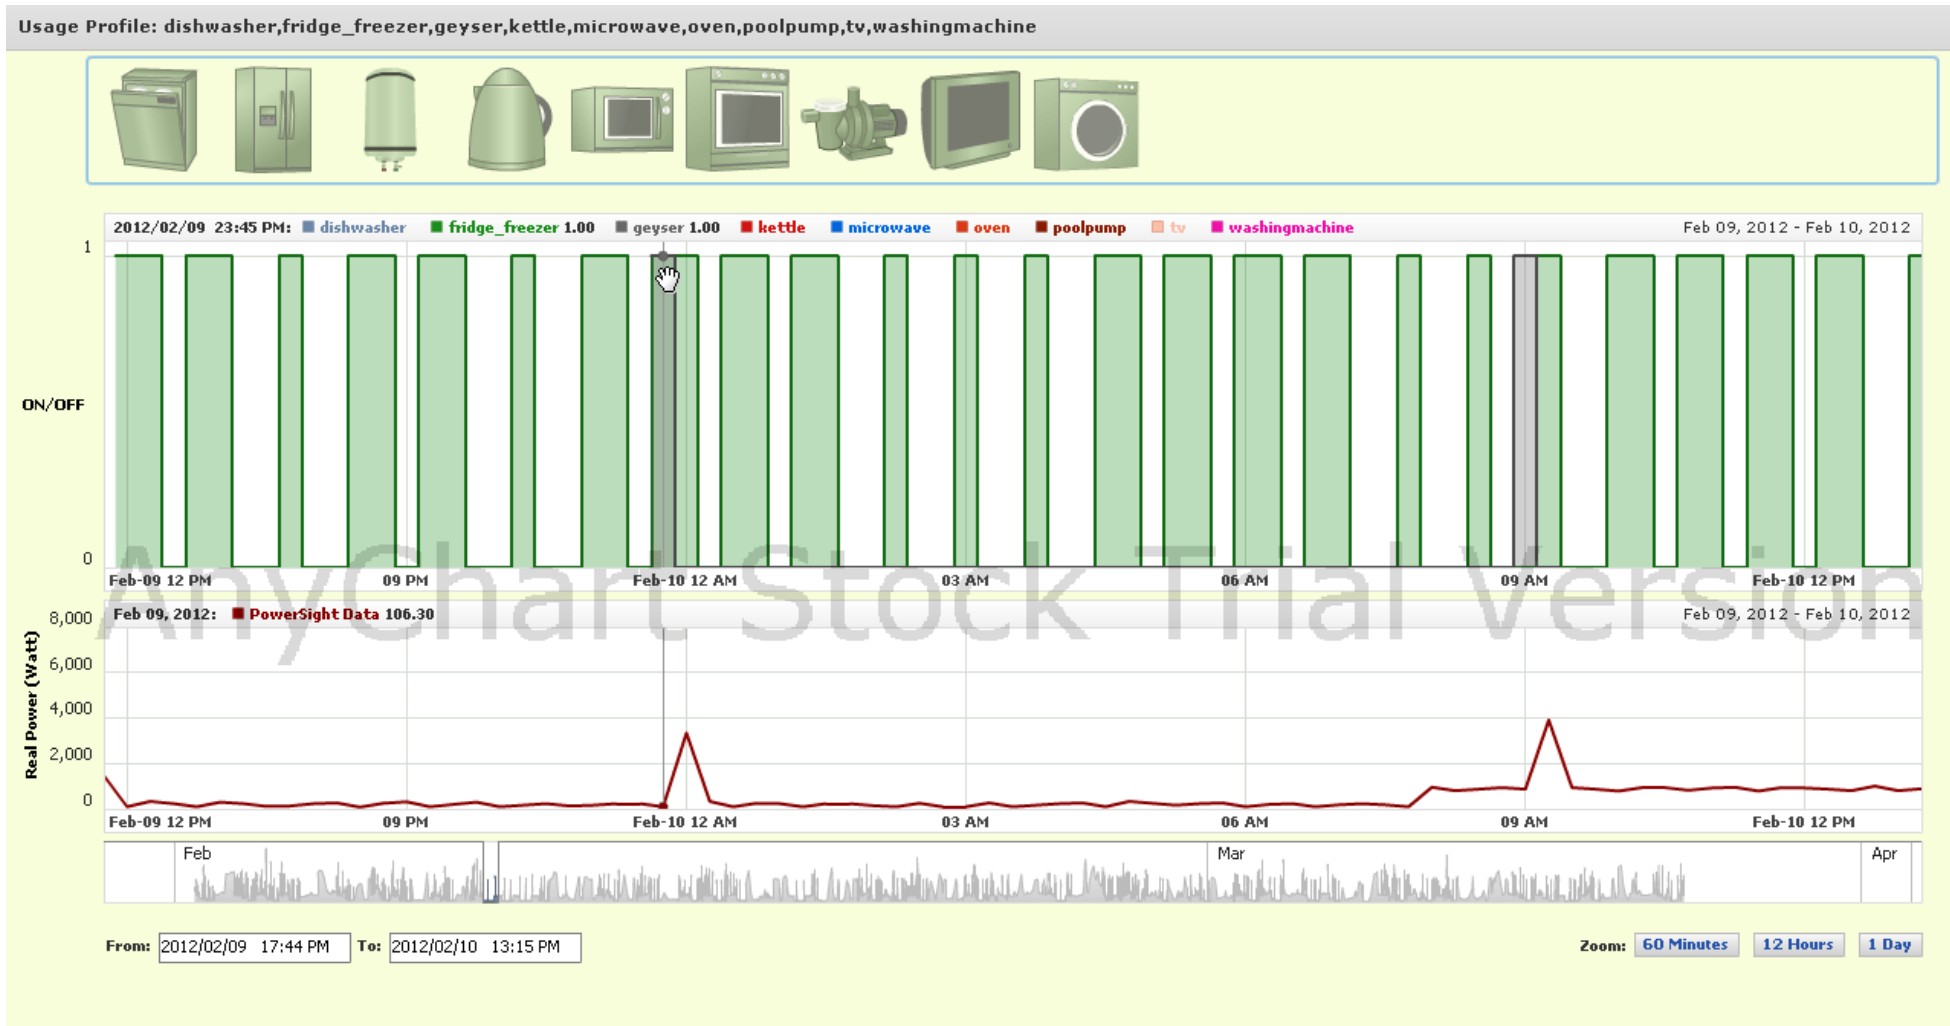 Usage Profile: dishwasher,fridge_freezer,geyser,kettle,microwave,oven,poolpump,tv,washingmachine
2012/02/09 23:45 PM: dishwasher fridge_freezer 1.00 geyser 1.00 kettle microwave oven poolpump tv washingmachine Feb 09, 2012 - Feb 10, 2012
1
ON/OFF
0
Feb-09 12 PM 09 PM Feb-10 12 AM 03 AM 06 AM 09 AM Feb-10 12 PM
AnyChart Stock Trial Version
Feb 09, 2012: PowerSight Data 106.30 Feb 09, 2012 - Feb 10, 2012
8,000
6,000
4,000
2,000
0
Real Power (Watt)
Feb-09 12 PM 09 PM Feb-10 12 AM 03 AM 06 AM 09 AM Feb-10 12 PM
Feb Mar Apr
From: 2012/02/09 17:44 PM To: 2012/02/10 13:15 PM Zoom: 60 Minutes 12 Hours 1 Day